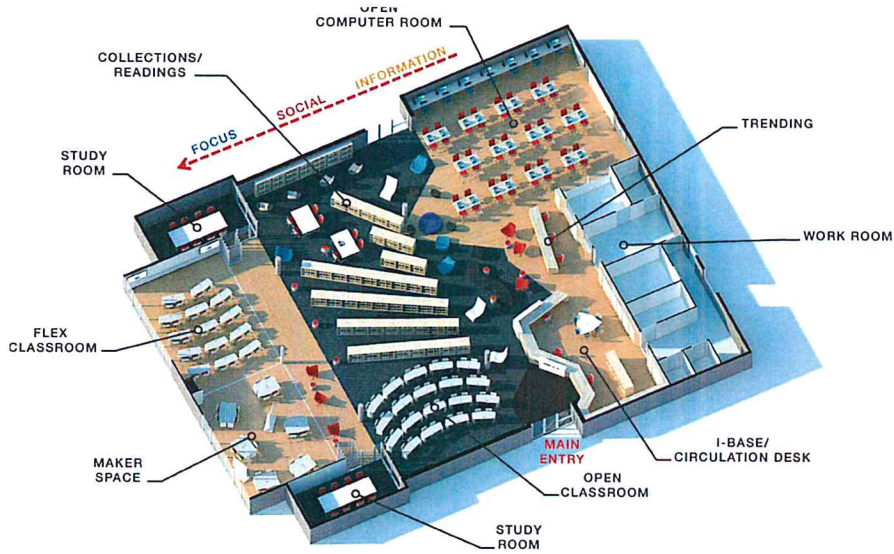 OPEN
COMPUTER ROOM
COLLECTIONS/
READINGS
INFORMATION
SOCIAL
FOCUS
TRENDING
STUDY
ROOM
WORK ROOM
FLEX
CLASSROOM
MAKER
SPACE
MAIN
ENTRY
I-BASE/
CIRCULATION DESK
OPEN
CLASSROOM
STUDY
ROOM